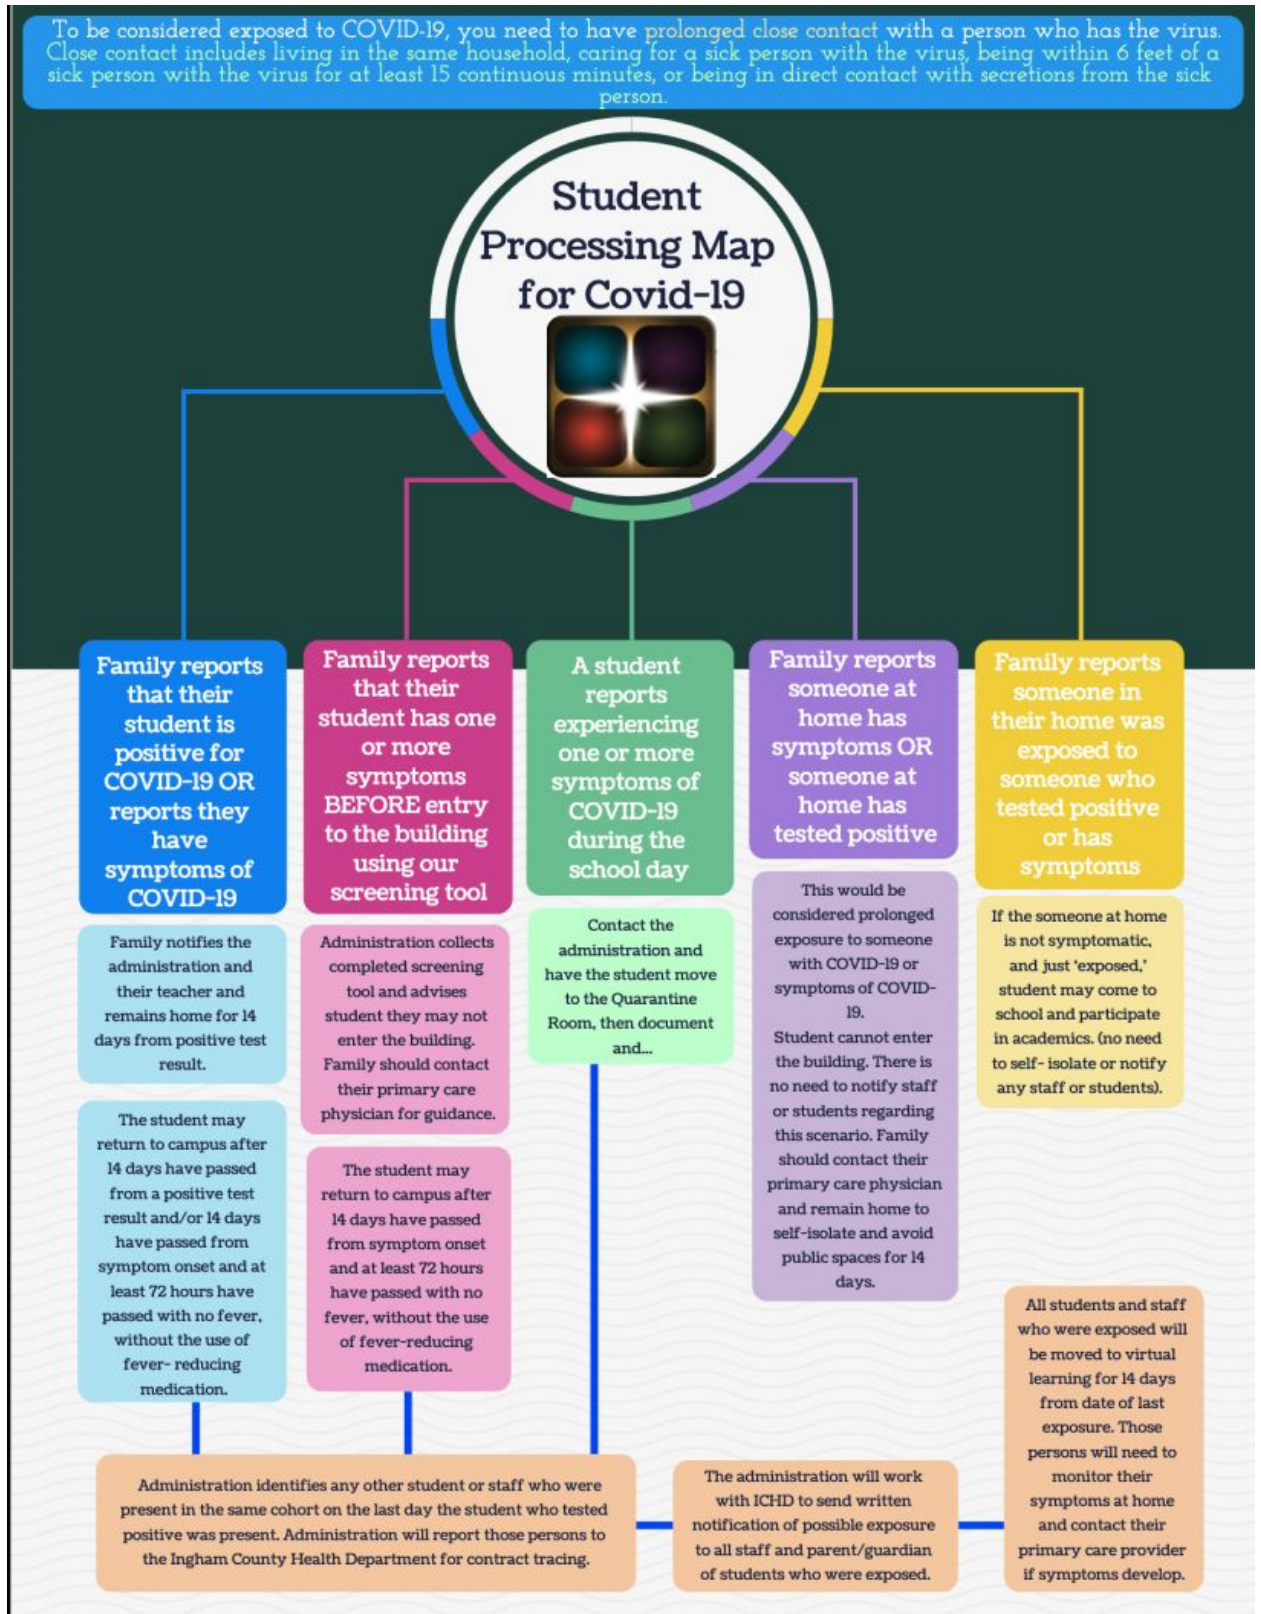 To be considered exposed to COVID-19, you need to have prolonged close contact with a person who has the virus.
Close contact includes living in the same household, caring for a sick person with the virus, being within 6 feet of a
sick person with the virus for at least 15 continuous minutes, or being in direct contact with secretions from the sick
person.
Student
Processing Map
for Covid-19
Family reports
that their
student is
positive for
COVID-19 OR
reports they
have
symptoms of
COVID-19
Family notifies the
administration and
their teacher and
remains home for 14
days from positive test
result.
The student may
return to campus after
14 days have passed
from a positive test
result and/or 14 days
have passed from
symptom onset and at
least 72 hours have
passed with no fever,
without the use of
fever- reducing
medication.
Family reports
that their
student has one
or more
symptoms
BEFORE entry
to the building
using our
screening tool
Administration collects
completed screening
tool and advises
student they may not
enter the building.
Family should contact
their primary care
physician for guidance.
The student may
return to campus after
14 days have passed
from symptom onset
and at least 72 hours
have passed with no
fever, without the use
of fever-reducing
medication.
A student
reports
experiencing
one or more
symptoms of
COVID-19
during the
school day
Contact the
administration and
have the student move
to the Quarantine
Room, then document
and...
Family reports
someone at
home has
symptoms OR
someone at
home has
tested positive
This would be
considered prolonged
exposure to someone
with COVID-19 or
symptoms of COVID-
19.
Student cannot enter
the building. There is
no need to notify staff
or students regarding
this scenario. Family
should contact their
primary care physician
and remain home to
self-isolate and avoid
public spaces for 14
days.
Family reports
someone in
their home was
exposed to
someone who
tested positive
or has
symptoms
If the someone at home
is not symptomatic,
and just 'exposed,'
student may come to
school and participate
in academics. (no need
to self- isolate or notify
any staff or students).
Administration identifies any other student or staff who were
present in the same cohort on the last day the student who tested
positive was present. Administration will report those persons to
the Ingham County Health Department for contract tracing.
The administration will work
with ICHD to send written
notification of possible exposure
to all staff and parent/guardian
of students who were exposed.
All students and staff
who were exposed will
be moved to virtual
learning for 14 days
from date of last
exposure. Those
persons will need to
monitor their
symptoms at home
and contact their
primary care provider
if symptoms develop.